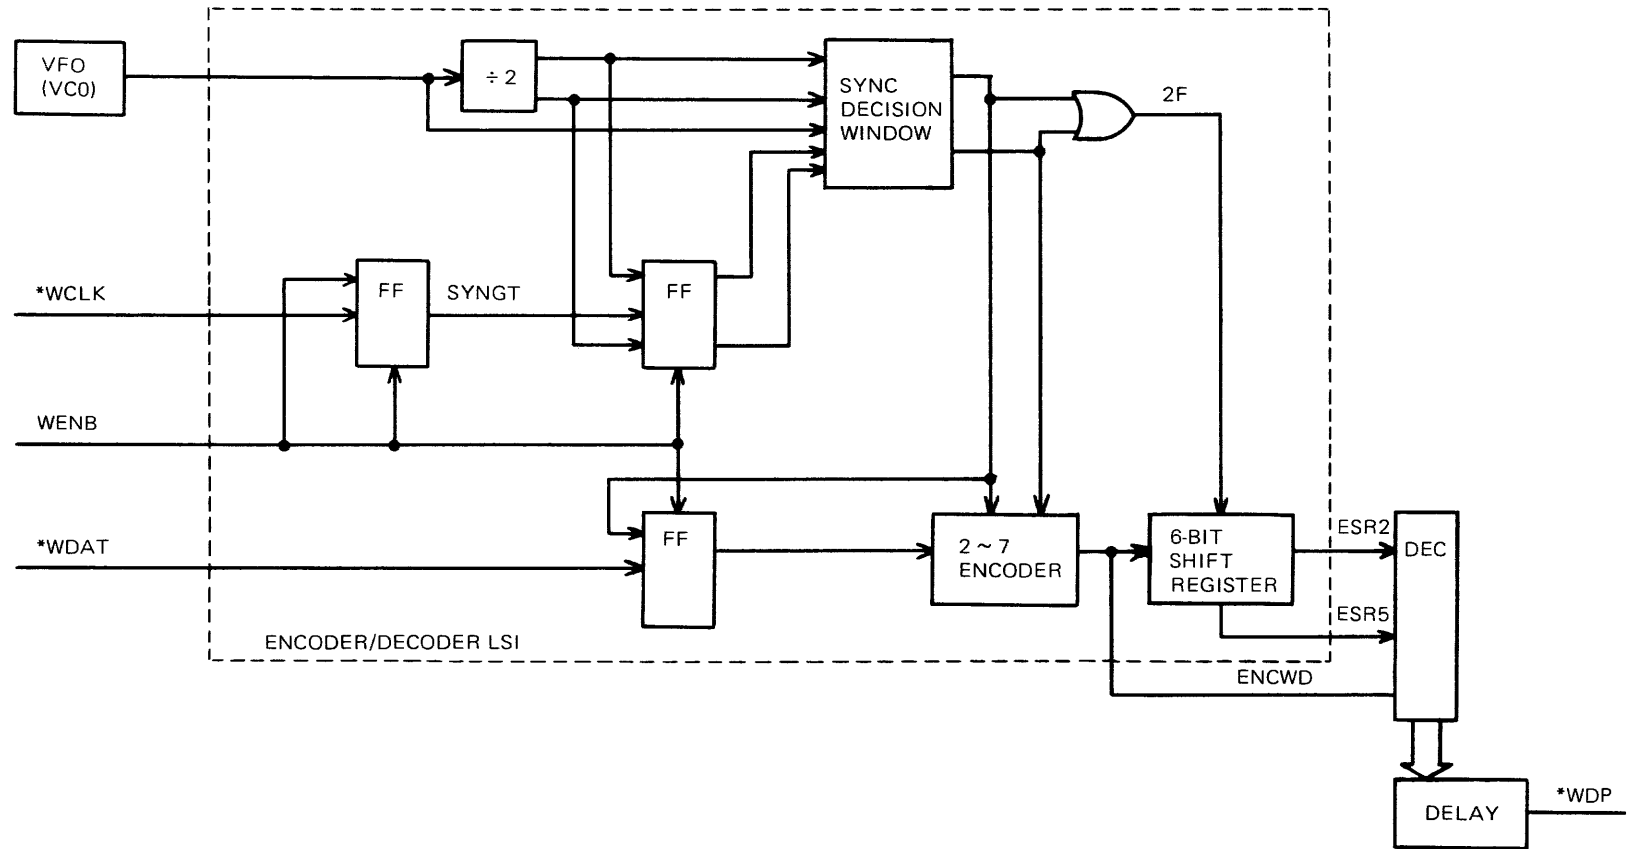 VFO
(VC0)
÷ 2
SYNC
DECISION
WINDOW
2F
*WCLK
FF
SYNGT
FF
WENB
*WDAT
FF
2 ~ 7
ENCODER
6-BIT
SHIFT
REGISTER
ESR2
DEC
ESR5
ENCODER/DECODER LSI
ENCWD
DELAY
*WDP